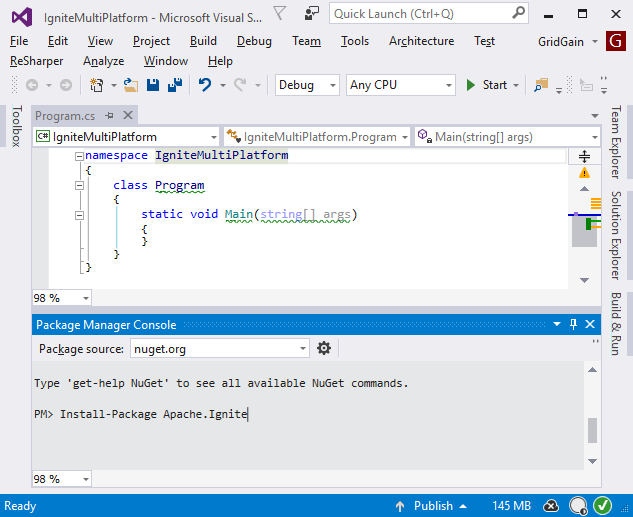 IgniteMultiPlatform - Microsoft Visual S...
Quick Launch (Ctrl+Q)
File Edit View Project Build Debug Team Tools Architecture Test GridGain G
ReSharper Analyze Window Help
Debug Any CPU Start
Toolbox
Program.cs
C# IgniteMultiPlatform IgniteMultiPlatform.Program Main(string[] args)
namespace IgniteMultiPlatform
{
class Program
{
static void Main(string[] args)
{
}
}
}
98 %
Team Explorer
Solution Explorer
Build & Run
Package Manager Console
Package source: nuget.org
Type 'get-help NuGet' to see all available NuGet commands.
PM> Install-Package Apache.Ignite
98 %
Ready Publish 145 MB